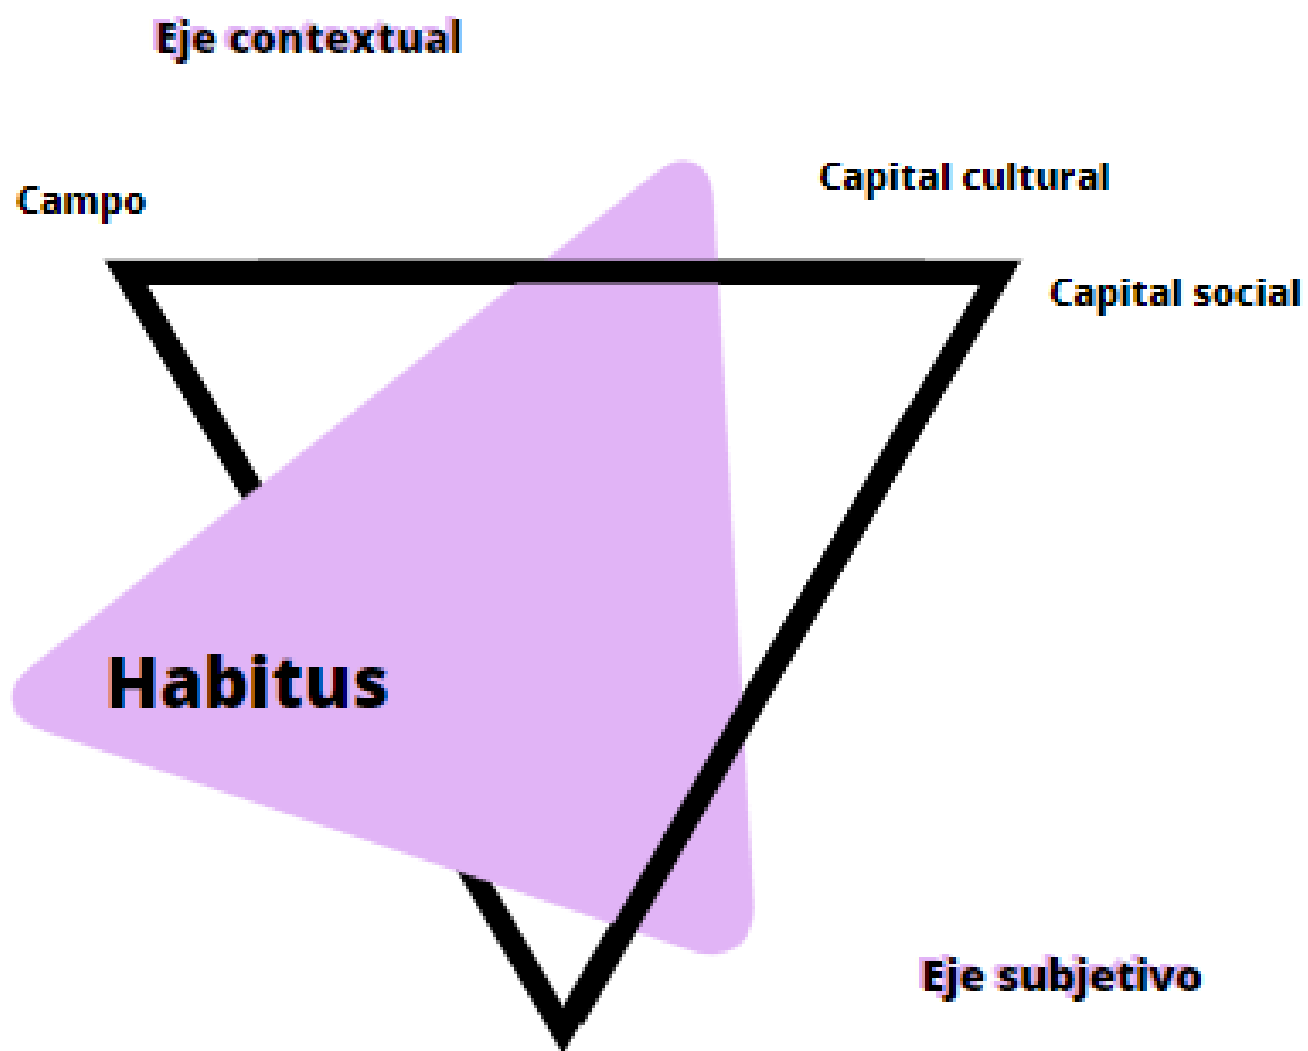 Eje contextual
Capital cultural
Campo
Capital social
Habitus
Eje subjetivo